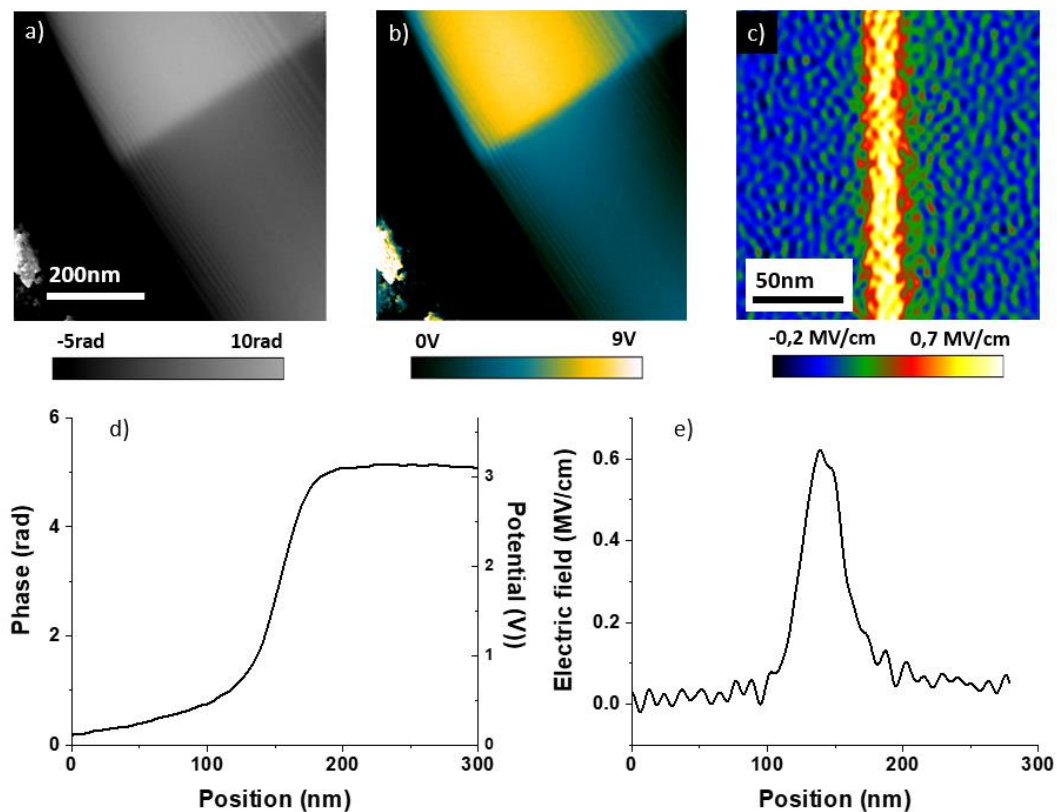 a)
b)
c)
200nm
50nm
-5rad 10rad
0V 9V
-0,2 MV/cm 0,7 MV/cm
d)
e)
6
4
2
0
Phase (rad)
3
2
1
0
Potential (V))
0 100 200 300
Position (nm)
0.6
0.4
0.2
0.0
Electric field (MV/cm)
0 100 200 300
Position (nm)